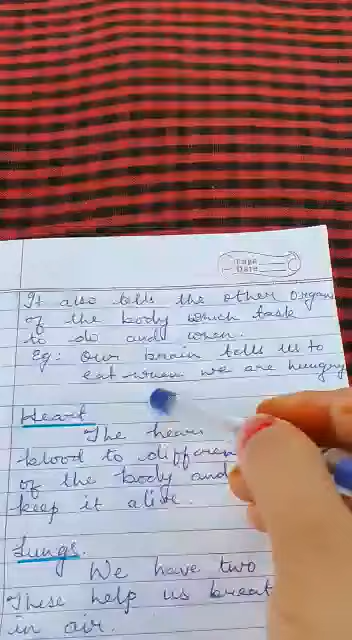 Page
Date
It also tells the other organs
of the body which task
to do and when.
Eg: Our brain tells us to
eat when we are hungry
Heart
The hear
blood to differen
of the body and
keep it alive.
Lungs.
We have two
These help us breat
in air.